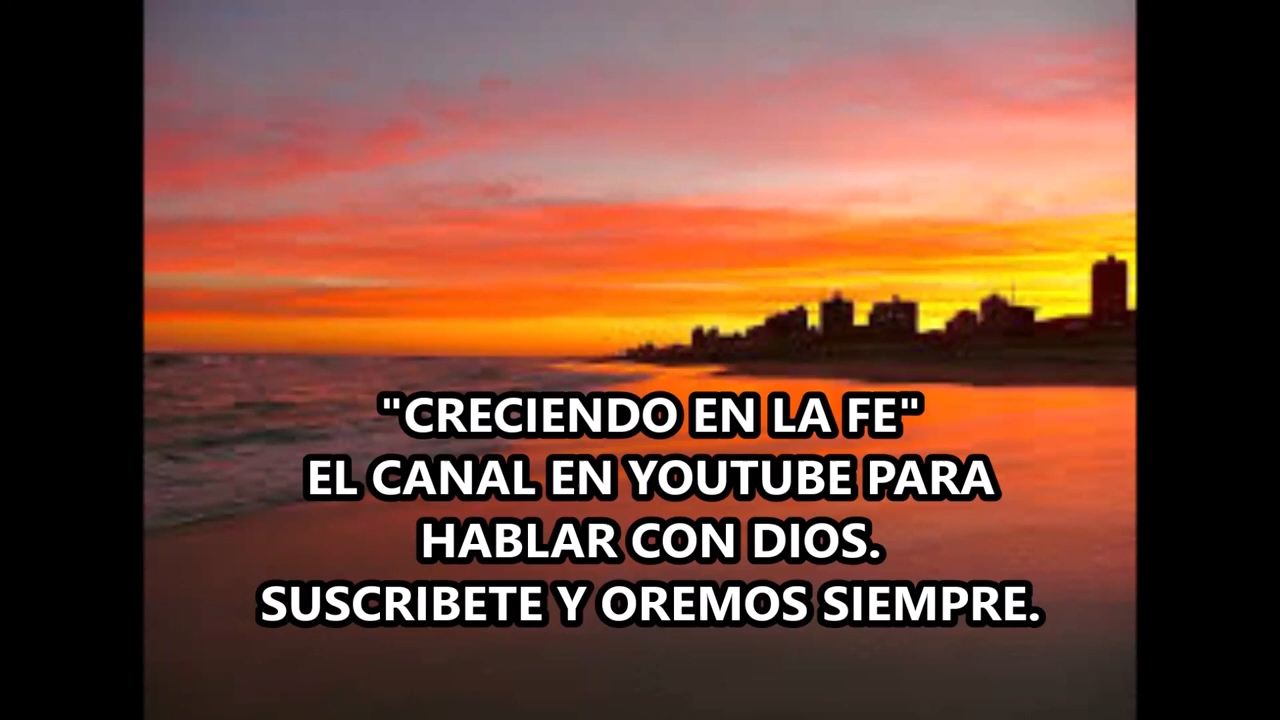 "CRECIENDO EN LA FE"
EL CANAL EN YOUTUBE PARA
HABLAR CON DIOS.
SUSCRIBETE Y OREMOS SIEMPRE.